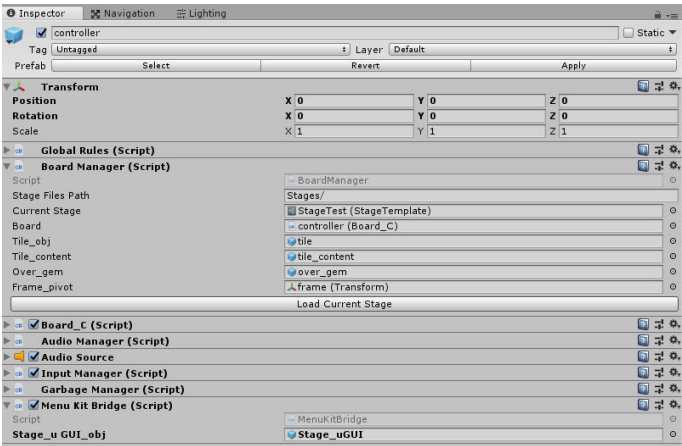 Inspector Navigation Lighting
controller Static
Tag Untagged Layer Default
Prefab Select Revert Apply
Transform
Position X 0 Y 0 Z 0
Rotation X 0 Y 0 Z 0
Scale X 1 Y 1 Z 1
Global Rules (Script)
Board Manager (Script)
Script BoardManager
Stage Files Path Stages/
Current Stage StageTest (StageTemplate)
Board controller (Board_C)
Tile_obj tile
Tile_content tile_content
Over_gem over_gem
Frame_pivot frame (Transform)
Load Current Stage
Board_C (Script)
Audio Manager (Script)
Audio Source
Input Manager (Script)
Garbage Manager (Script)
Menu Kit Bridge (Script)
Script MenuKitBridge
Stage_u GUI_obj Stage_uGUI